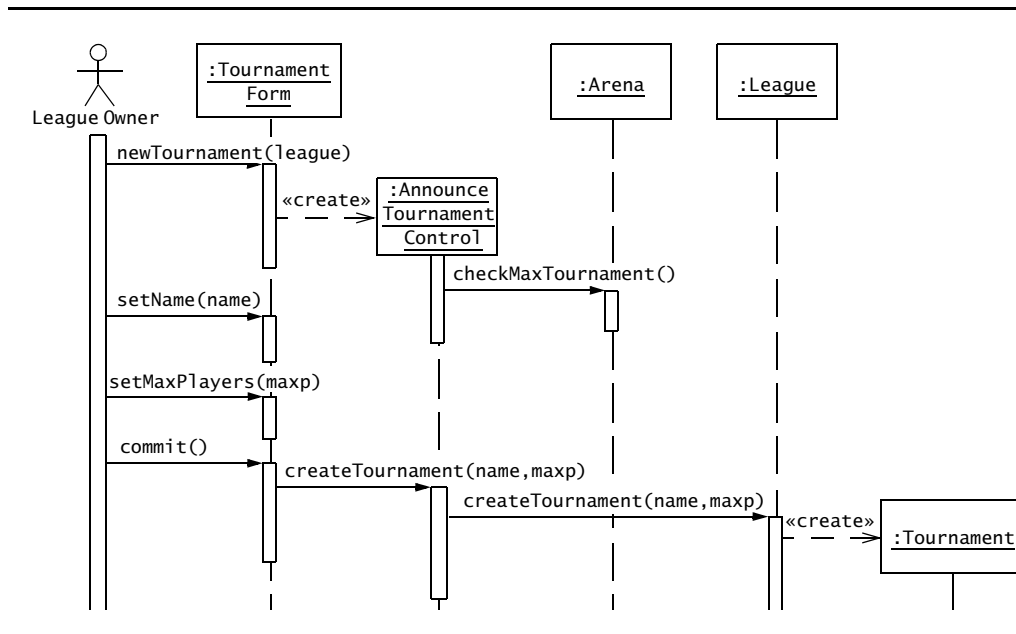 :Tournament
Form
:Arena
:League
League Owner
newTournament(league)
«create»
:Announce
Tournament
Control
checkMaxTournament()
setName(name)
setMaxPlayers(maxp)
commit()
createTournament(name,maxp)
createTournament(name,maxp)
«create»
:Tournament